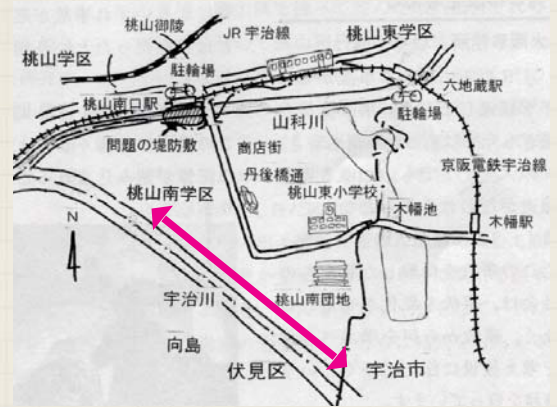 桃山御陵
JR 宇治線
桃山東学区
桃山学区
駐輪場
六地蔵駅
桃山南口駅
駐輪場
山科川
問題の堤防敷
商店街
京阪電鉄宇治線
丹後橋通
桃山南学区
桃山東小学校
木幡池
木幡駅
N
宇治川
桃山南団地
向島
伏見区
宇治市